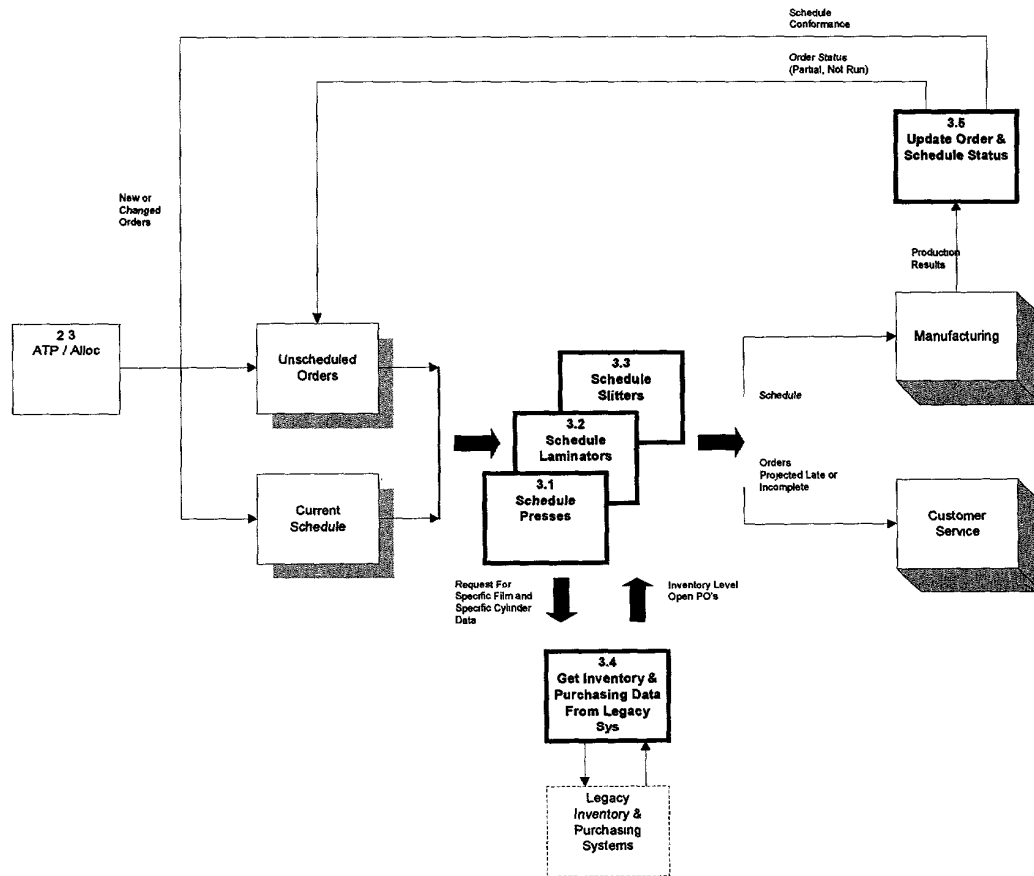 Schedule
Conformance
Order Status
(Partial, Not Run)
3.5
Update Order &
Schedule Status
New or
Changed
Orders
Production
Results
2 3
ATP / Alloc
Unscheduled
Orders
Manufacturing
3.3
Schedule
Slitters
Schedule
3.2
Schedule
Laminators
3.1
Schedule
Presses
Orders
Projected Late or
Incomplete
Current
Schedule
Customer
Service
Request For
Specific Film and
Specific Cylinder
Data
Inventory Level
Open PO's
3.4
Get Inventory &
Purchasing Data
From Legacy
Sys
Legacy
Inventory &
Purchasing
Systems